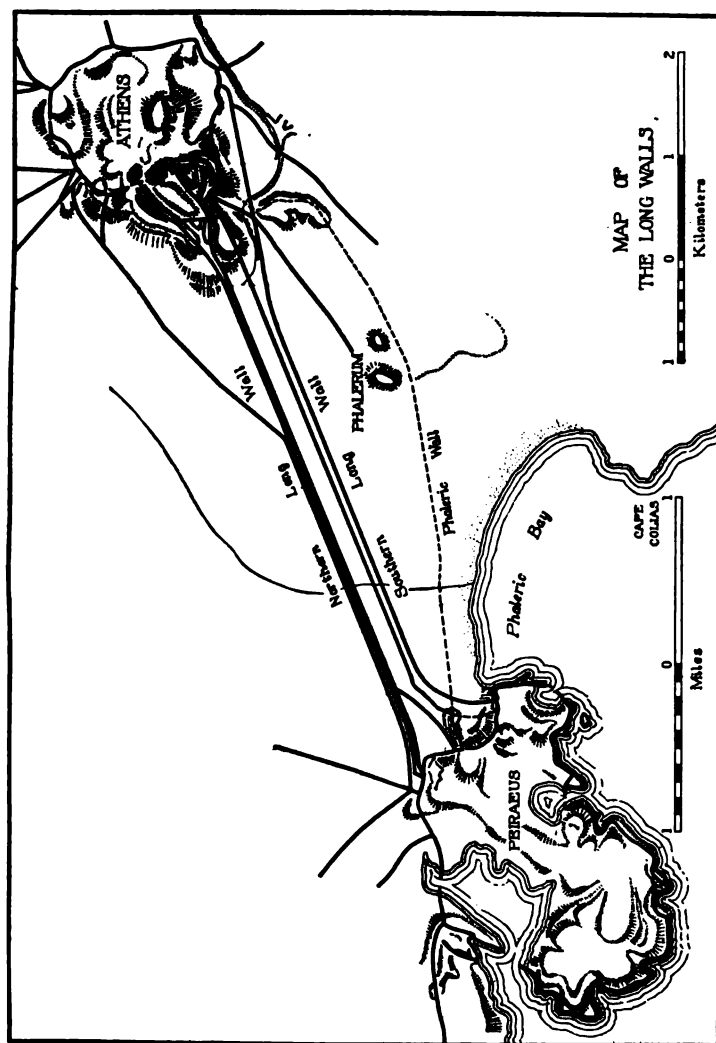 ATHENS
Northern Long Wall
Southern Long Wall
PHALERUM
Phaleric Wall
Phaleric Bay
CAPE
COLIAS
PEIRAEUS
MAP OF
THE LONG WALLS,
1 0 1 2
Kilometers
1 0 1
Miles